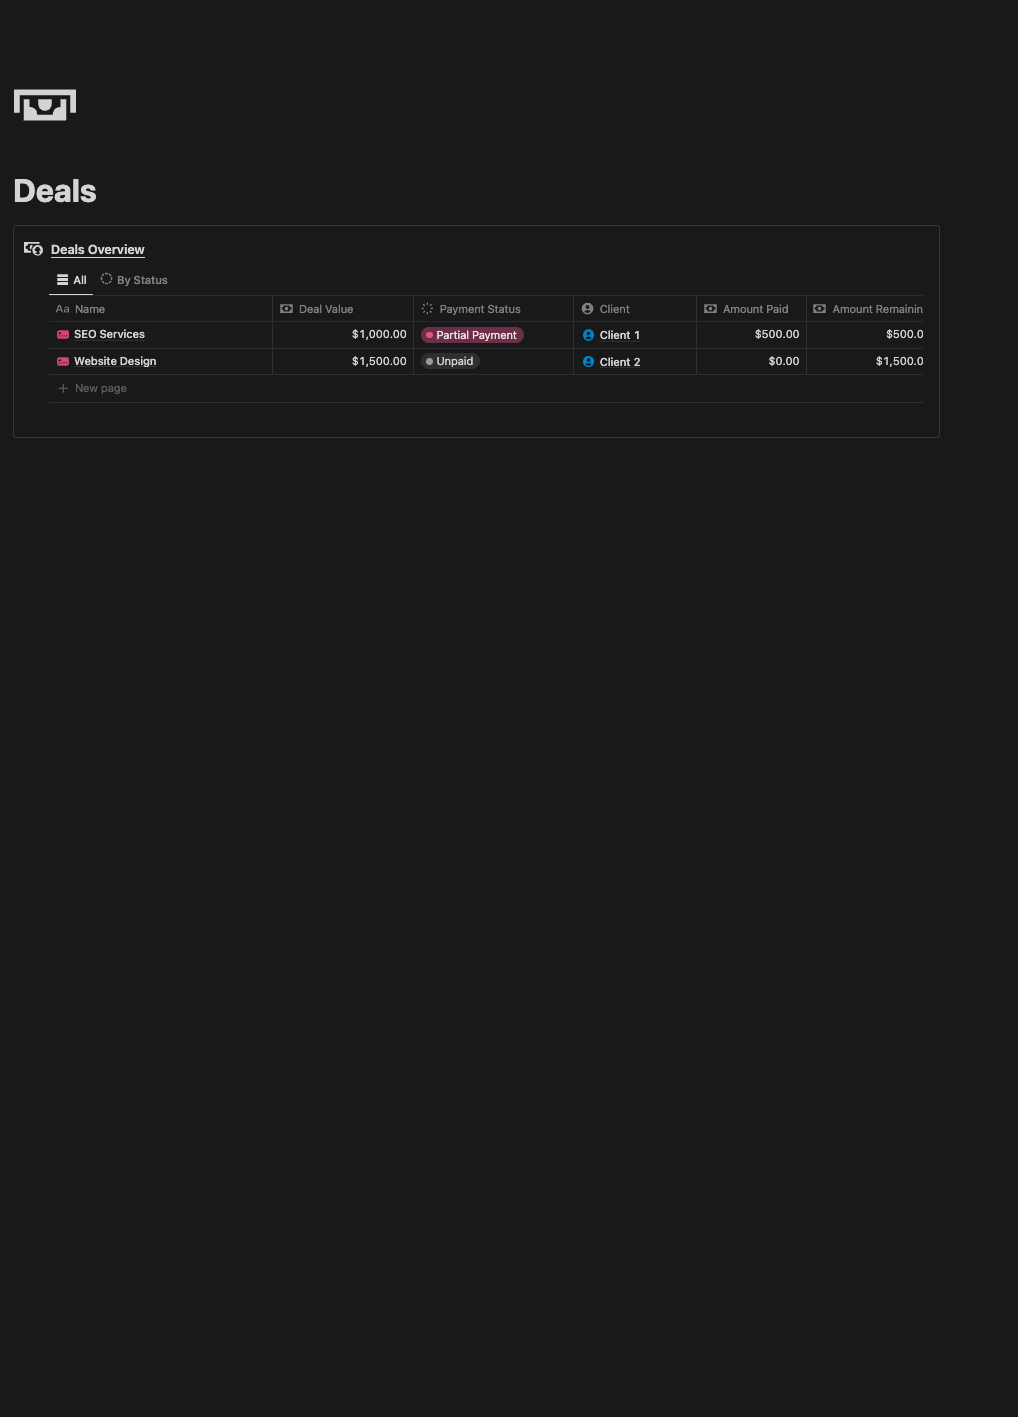 Deals
Deals Overview
All By Status
Aa Name Deal Value Payment Status Client Amount Paid Amount Remainin
SEO Services $1,000.00 Partial Payment Client 1 $500.00 $500.0
Website Design $1,500.00 Unpaid Client 2 $0.00 $1,500.0
+ New page